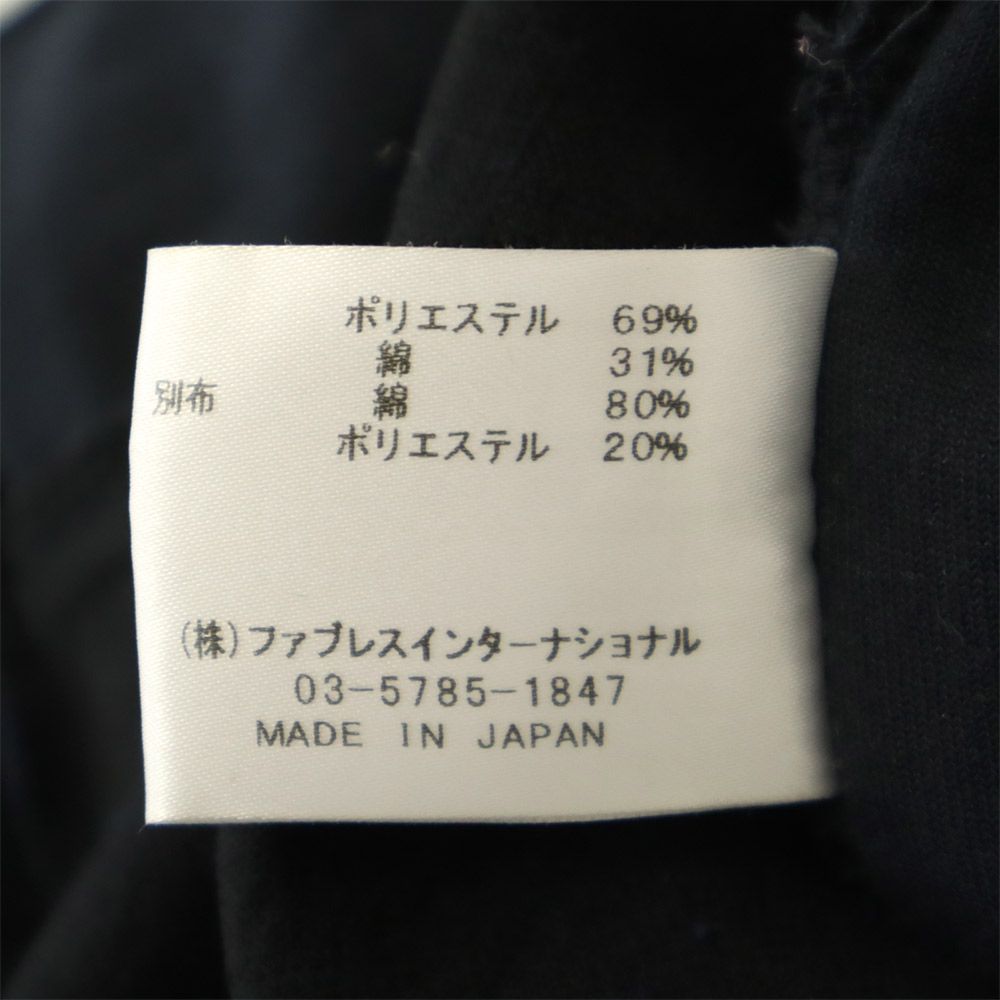 ポリエステル 69%
綿 31%
別布 綿 80%
ポリエステル 20%
(株)ファブレスインターナショナル
03-5785-1847
MADE IN JAPAN